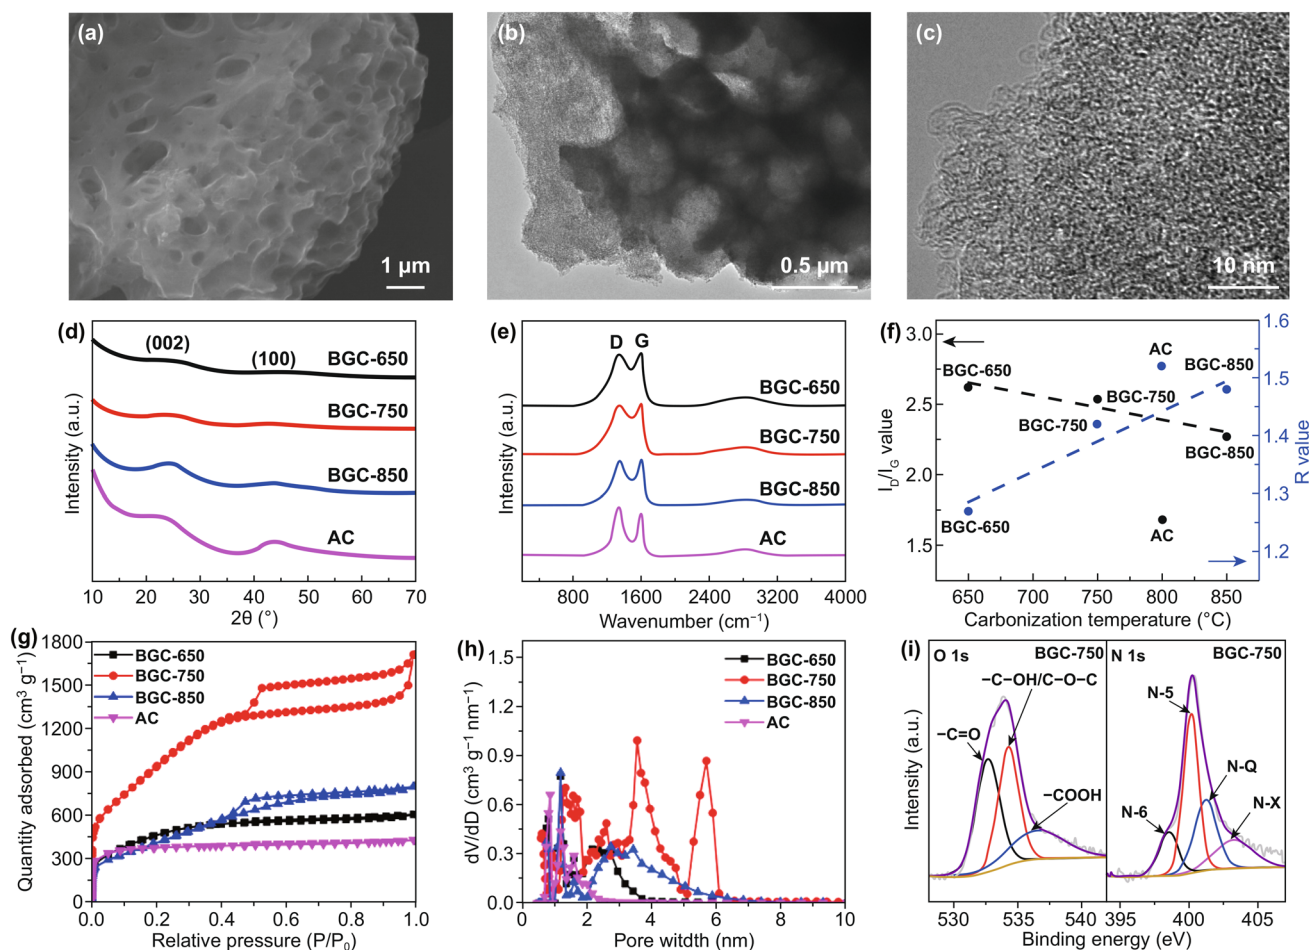 (a)
1 µm
(b)
0.5 µm
(c)
10 nm
(d)
(002)
(100)
BGC-650
BGC-750
BGC-850
AC
Intensity (a.u.)
10 20 30 40 50 60 70
2θ (°)
(e)
D G
BGC-650
BGC-750
BGC-850
AC
Intensity (a.u.)
800 1600 2400 3200 4000
Wavenumber (cm⁻¹)
(f)
3.0
2.5
2.0
1.5
I_D/I_G value
1.6
1.5
1.4
1.3
1.2
R value
AC
BGC-650
BGC-850
BGC-750
BGC-750
BGC-850
BGC-650
AC
650 700 750 800 850
Carbonization temperature (°C)
(g)
1800
1500
1200
900
600
300
0
Quantity adsorbed (cm³ g⁻¹)
BGC-650
BGC-750
BGC-850
AC
0.0 0.2 0.4 0.6 0.8 1.0
Relative pressure (P/P₀)
(h)
1.5
1.2
0.9
0.6
0.3
0.0
dV/dD (cm³ g⁻¹ nm⁻¹)
BGC-650
BGC-750
BGC-850
AC
0 2 4 6 8 10
Pore witdth (nm)
(i)
O 1s BGC-750
−C−OH/C−O−C
−C=O
−COOH
N 1s BGC-750
N-5
N-Q
N-6
N-X
Intensity (a.u.)
530 535 540 395 400 405
Binding energy (eV)